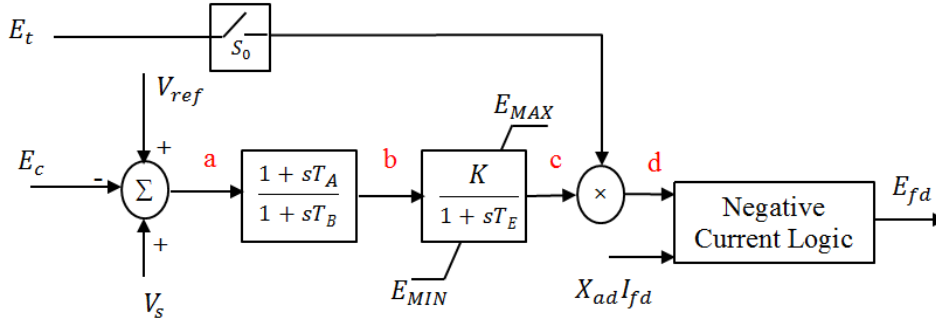 E_t
S_0
V_ref
E_MAX
+
a
b
c
d
E_c
-
Σ
1 + sT_A
1 + sT_B
K
1 + sT_E
×
Negative
Current Logic
E_fd
+
E_MIN
X_ad I_fd
V_s